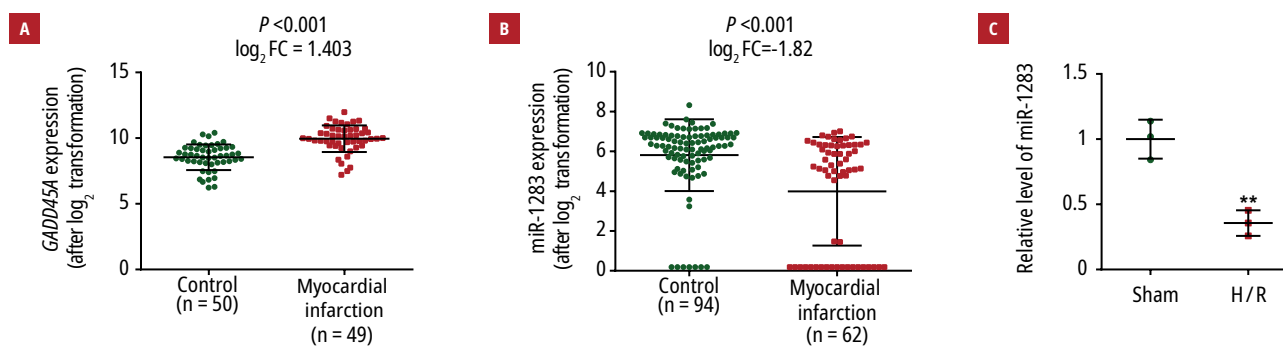 A
P <0.001
log2 FC = 1.403
GADD45A expression
(after log2 transformation)
15
10
5
0
Control
(n = 50)
Myocardial
infarction
(n = 49)
B
P <0.001
log2 FC=-1.82
miR-1283 expression
(after log2 transformation)
10
8
6
4
2
0
Control
(n = 94)
Myocardial
infarction
(n = 62)
C
Relative level of miR-1283
1.5
1
0.5
0
**
Sham
H / R